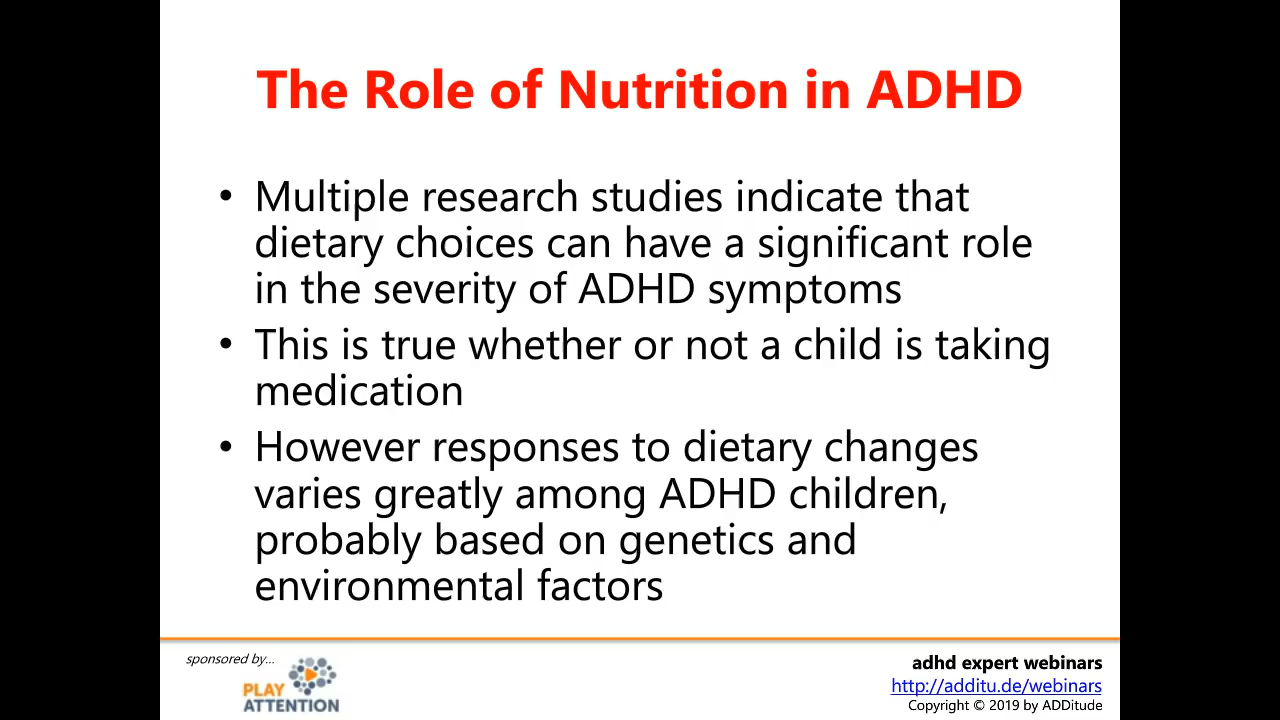 The Role of Nutrition in ADHD
• Multiple research studies indicate that
dietary choices can have a significant role
in the severity of ADHD symptoms
• This is true whether or not a child is taking
medication
• However responses to dietary changes
varies greatly among ADHD children,
probably based on genetics and
environmental factors
sponsored by...
PLAY
ATTENTION
adhd expert webinars
http://additu.de/webinars
Copyright © 2019 by ADDitude